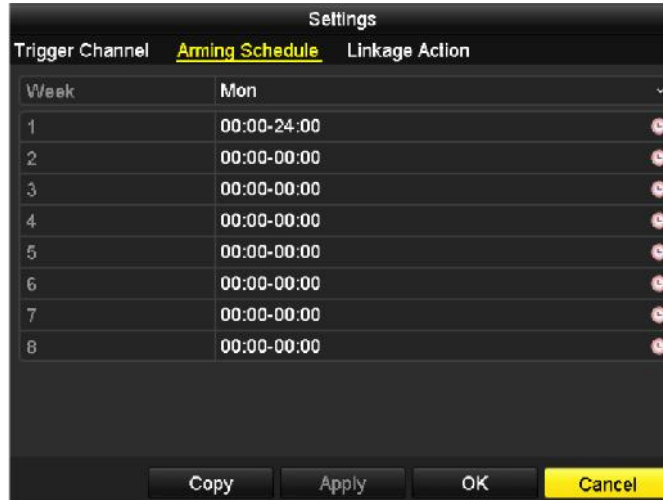 Settings
Trigger Channel Arming Schedule Linkage Action
Week Mon
1 00:00-24:00
2 00:00-00:00
3 00:00-00:00
4 00:00-00:00
5 00:00-00:00
6 00:00-00:00
7 00:00-00:00
8 00:00-00:00
Copy Apply OK Cancel